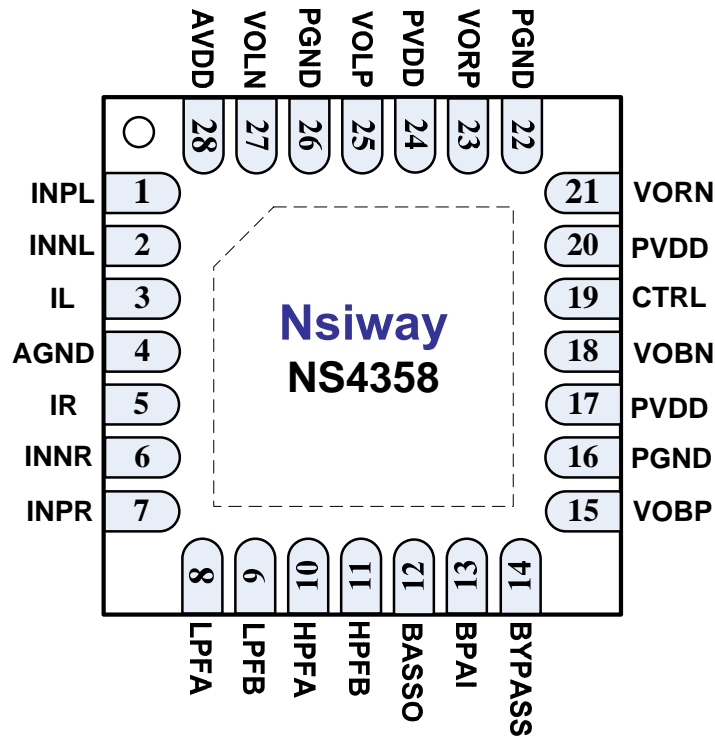 AVDD VOLN PGND VOLP PVDD VORP PGND
28 27 26 25 24 23 22
INPL 1 21 VORN
INNL 2 20 PVDD
IL 3 19 CTRL
Nsiway
AGND 4 18 VOBN
NS4358
IR 5 17 PVDD
INNR 6 16 PGND
INPR 7 15 VOBP
8 9 10 11 12 13 14
LPFA LPFB HPFA HPFB BASSO BPAI BYPASS